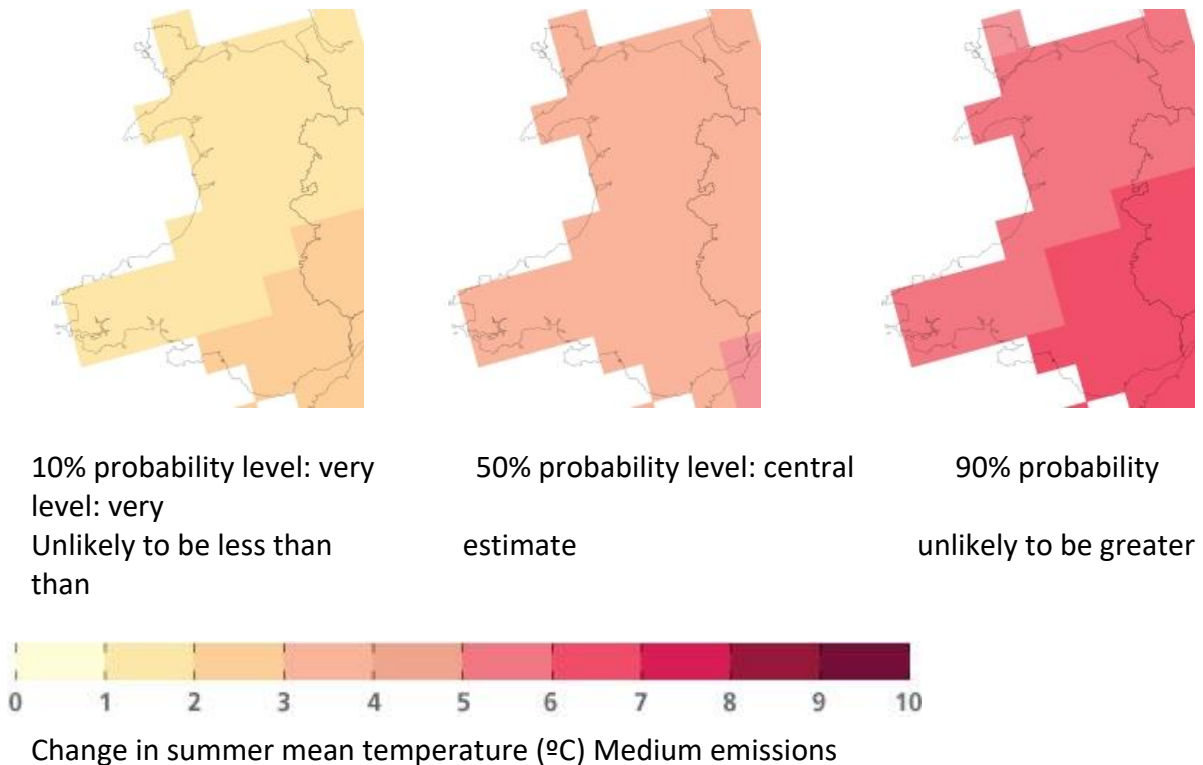 10% probability level: very 50% probability level: central 90% probability
level: very
Unlikely to be less than estimate unlikely to be greater
than
0 1 2 3 4 5 6 7 8 9 10
Change in summer mean temperature (ºC) Medium emissions